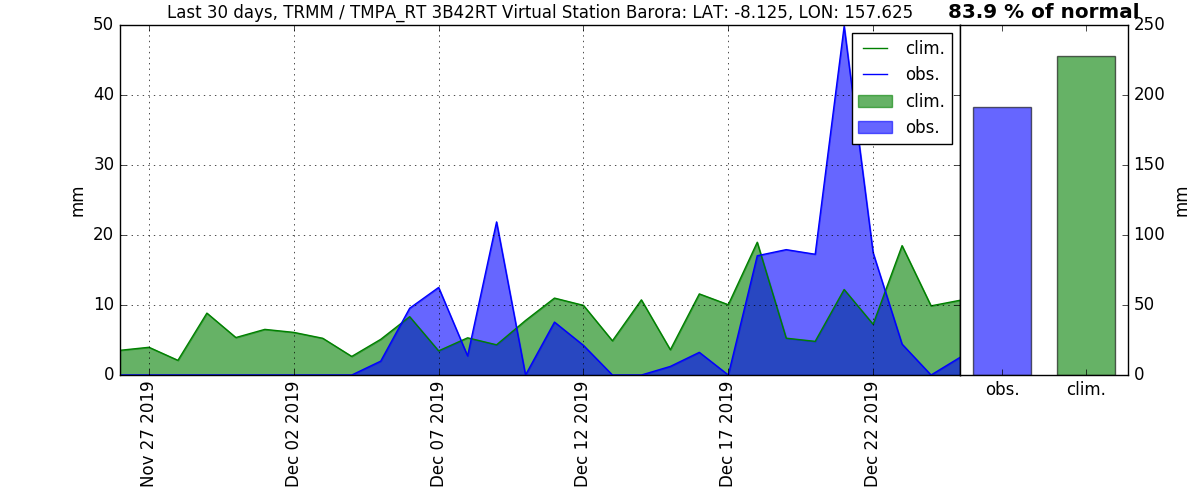 Last 30 days, TRMM / TMPA_RT 3B42RT Virtual Station Barora: LAT: -8.125, LON: 157.625
83.9 % of normal
50
40
30
20
10
0
mm
clim.
obs.
clim.
obs.
250
200
150
100
50
0
mm
obs.
clim.
Nov 27 2019
Dec 02 2019
Dec 07 2019
Dec 12 2019
Dec 17 2019
Dec 22 2019